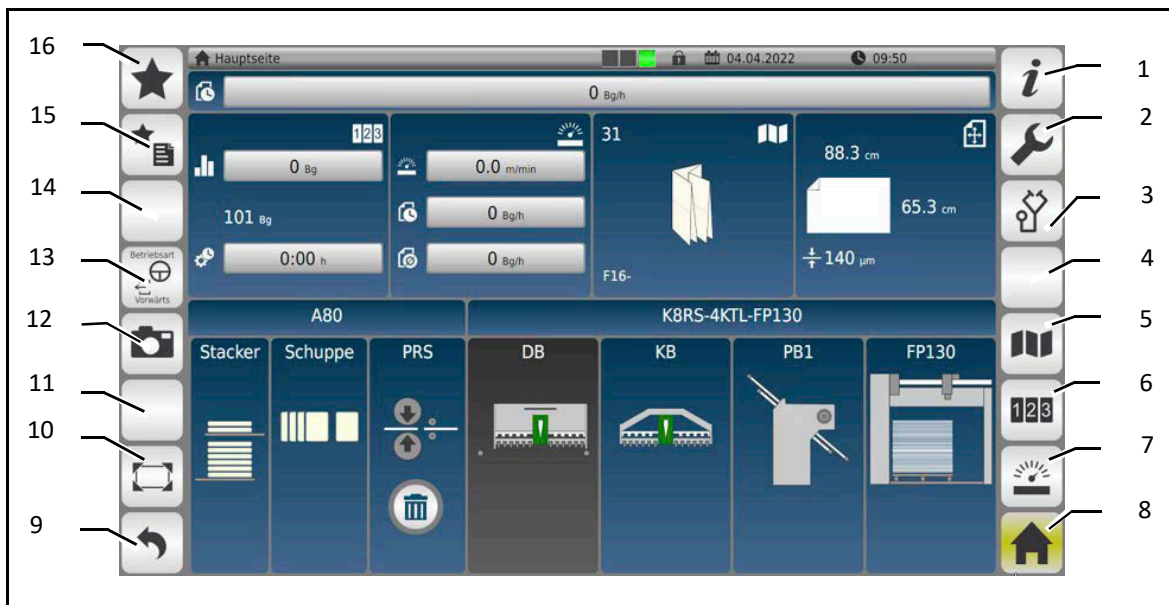 16
15
14
13
12
11
10
9
Betriebsart
Vorwärts
Hauptseite
04.04.2022
09:50
0 Bg/h
123
0 Bg
101 Bg
0:00 h
0.0 m/min
0 Bg/h
0 Bg/h
31
F16-
88.3 cm
65.3 cm
140 µm
A80
K8RS-4KTL-FP130
Stacker
Schuppe
PRS
DB
KB
PB1
FP130
i
123
1
2
3
4
5
6
7
8